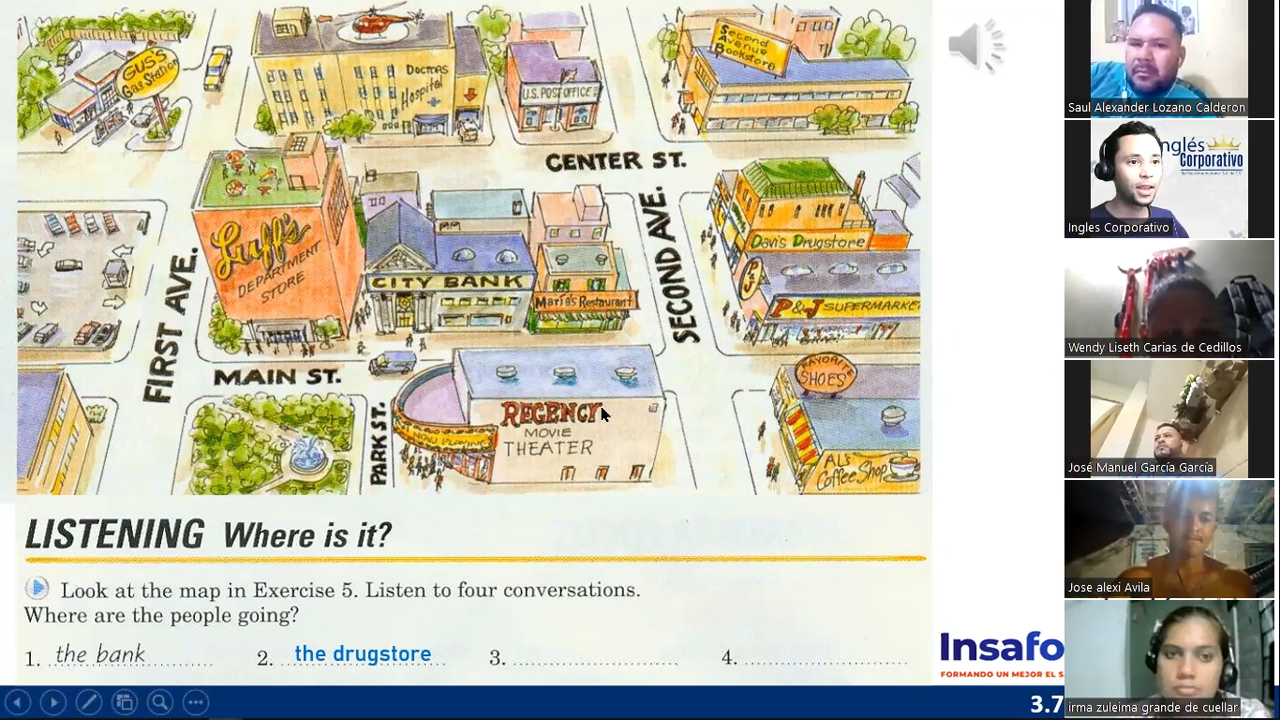 GUS'S
Gas Station
DOCTORS
Hospital
U.S. POST OFFICE
Second
Avenue
Bookstore
CENTER ST.
Luff's
DEPARTMENT
STORE
CITY BANK
Maria's Restaurant
Davis Drugstore
P&J
P&J SUPERMARKET
FIRST AVE.
SECOND AVE.
MAIN ST.
PARK ST.
NOW PLAYING
REGENCY
MOVIE
THEATER
FAVORITE
SHOES
AL'S
Coffee Shop
LISTENING Where is it?
Look at the map in Exercise 5. Listen to four conversations.
Where are the people going?
1. the bank 2. the drugstore 3. 4.
Insafo
FORMANDO UN MEJOR EL S
3.7
Saul Alexander Lozano Calderon
nglés
Corporativo
Ingles Corporativo
Wendy Liseth Carias de Cedillos
José Manuel García García
Jose alexi Avila
irma zuleima grande de cuellar